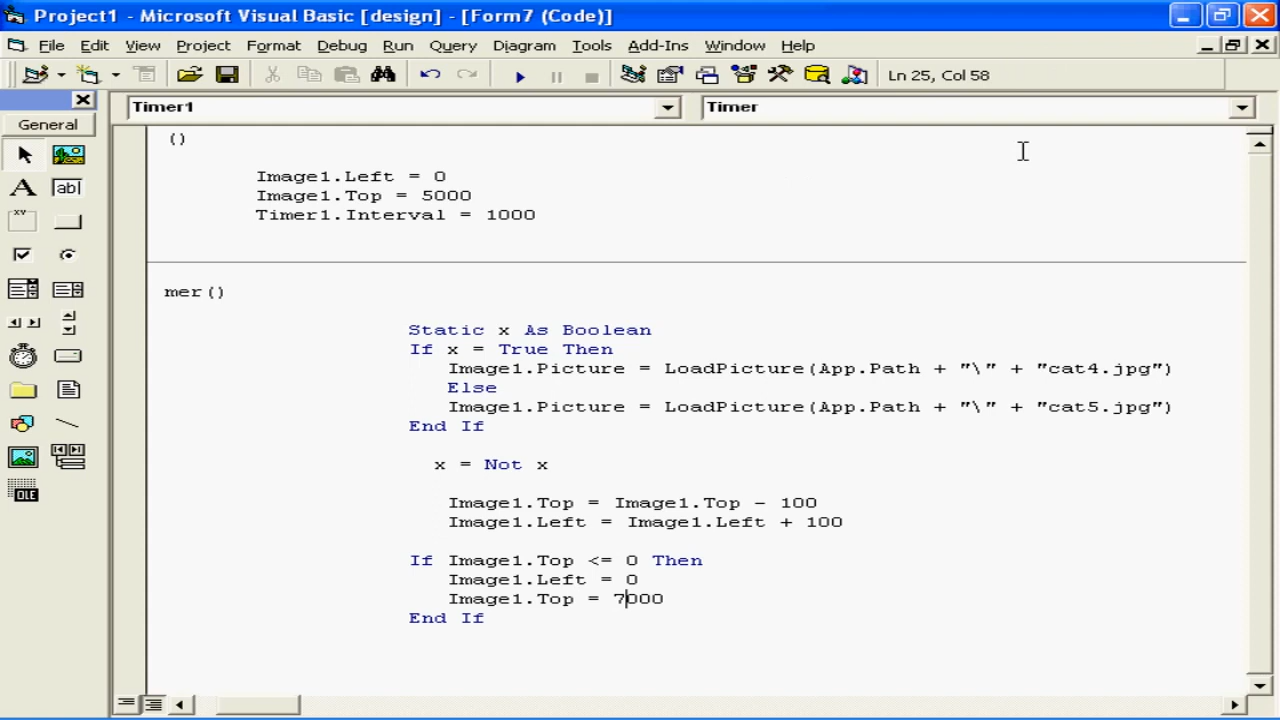 Project1 - Microsoft Visual Basic [design] - [Form7 (Code)]
File Edit View Project Format Debug Run Query Diagram Tools Add-Ins Window Help
Ln 25, Col 58
General
Timer1
Timer
A
ab
xy
OLE
()
Image1.Left = 0
Image1.Top = 5000
Timer1.Interval = 1000
mer()
Static x As Boolean
If x = True Then
Image1.Picture = LoadPicture(App.Path + "\" + "cat4.jpg")
Else
Image1.Picture = LoadPicture(App.Path + "\" + "cat5.jpg")
End If
x = Not x
Image1.Top = Image1.Top - 100
Image1.Left = Image1.Left + 100
If Image1.Top <= 0 Then
Image1.Left = 0
Image1.Top = 7000
End If